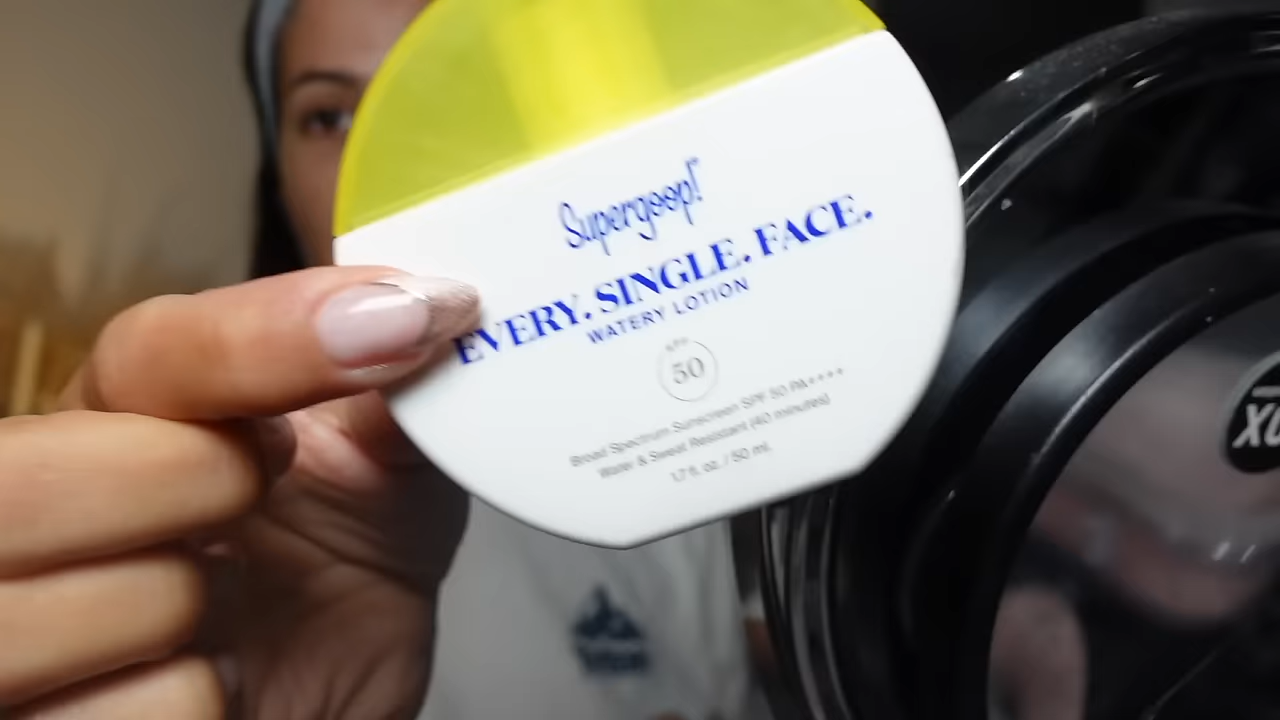 Supergoop!
EVERY. SINGLE. FACE.
WATERY LOTION
SPF
50
Broad Spectrum Sunscreen SPF 50 PA++++
Water & Sweat Resistant (40 minutes)
1.7 fl. oz. / 50 ml